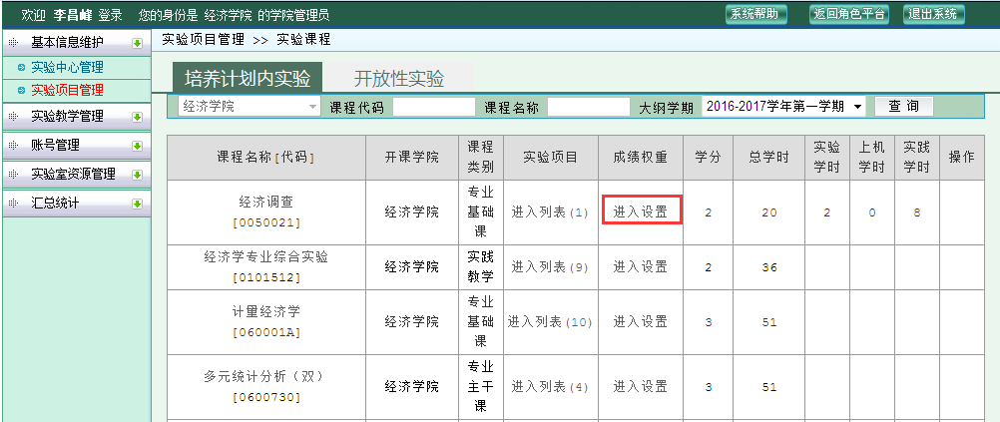 欢迎 李昌峰 登录 您的身份是 经济学院 的学院管理员
系统帮助 返回角色平台 退出系统
基本信息维护
实验中心管理
实验项目管理
实验教学管理
账号管理
实验室资源管理
汇总统计
实验项目管理 >> 实验课程
培养计划内实验 开放性实验
经济学院 课程代码 课程名称 大纲学期 2016-2017学年第一学期 查 询
课程名称[代码] 开课学院 课程类别 实验项目 成绩权重 学分 总学时 实验学时 上机学时 实践学时 操作
经济调查 [0050021] 经济学院 专业基础课 进入列表(1) 进入设置 2 20 2 0 8
经济学专业综合实验 [0101512] 经济学院 实践教学 进入列表(9) 进入设置 2 36
计量经济学 [060001A] 经济学院 专业基础课 进入列表(10) 进入设置 3 51
多元统计分析（双） [0600730] 经济学院 专业主干课 进入列表(4) 进入设置 3 51